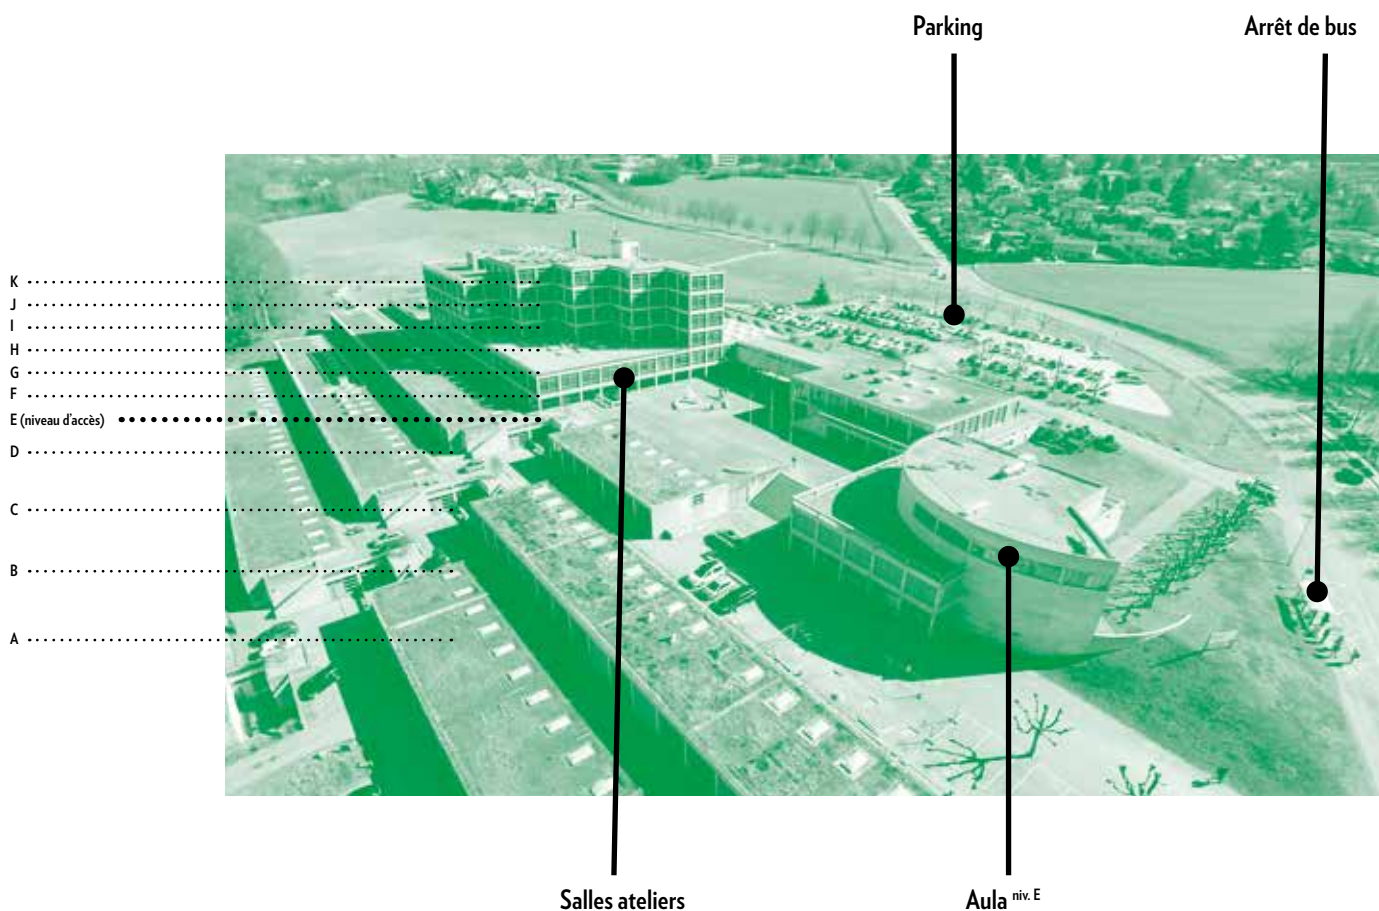 Parking
Arrêt de bus
K
J
I
H
G
F
E (niveau d'accès)
D
C
B
A
Salles ateliers
Aula niv. E